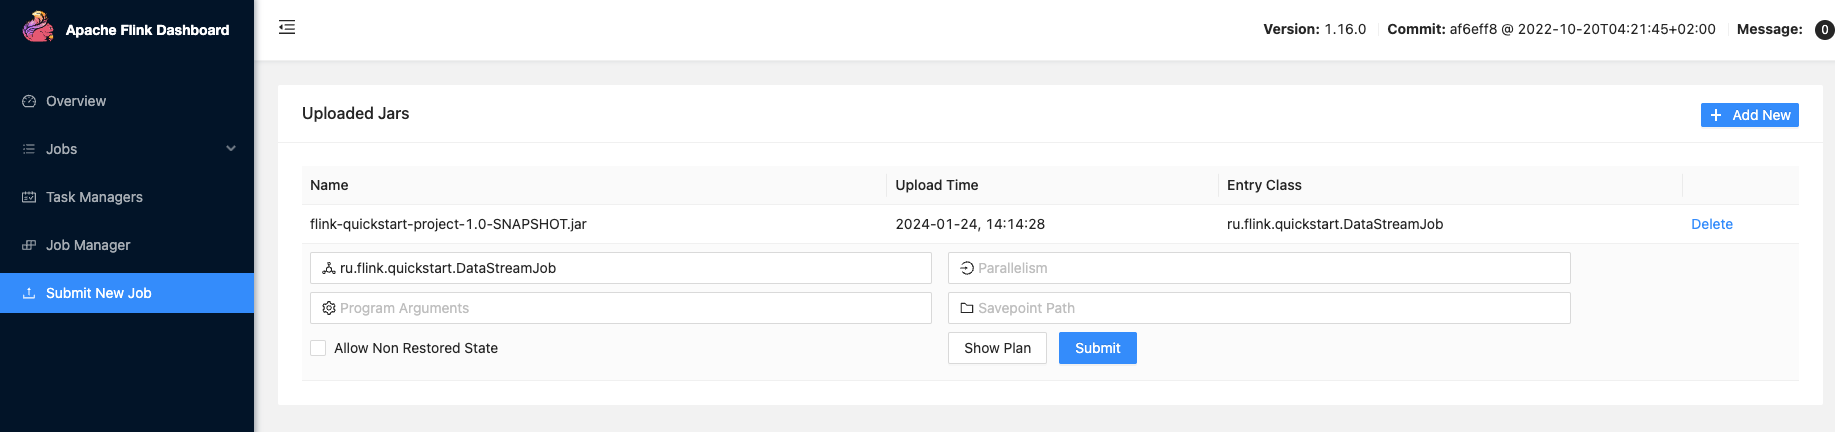 Apache Flink Dashboard
Version: 1.16.0 Commit: af6eff8 @ 2022-10-20T04:21:45+02:00 Message: 0
Overview
Jobs
Task Managers
Job Manager
Submit New Job
Uploaded Jars
Add New
Name Upload Time Entry Class
flink-quickstart-project-1.0-SNAPSHOT.jar 2024-01-24, 14:14:28 ru.flink.quickstart.DataStreamJob Delete
ru.flink.quickstart.DataStreamJob Parallelism
Program Arguments Savepoint Path
Allow Non Restored State Show Plan Submit